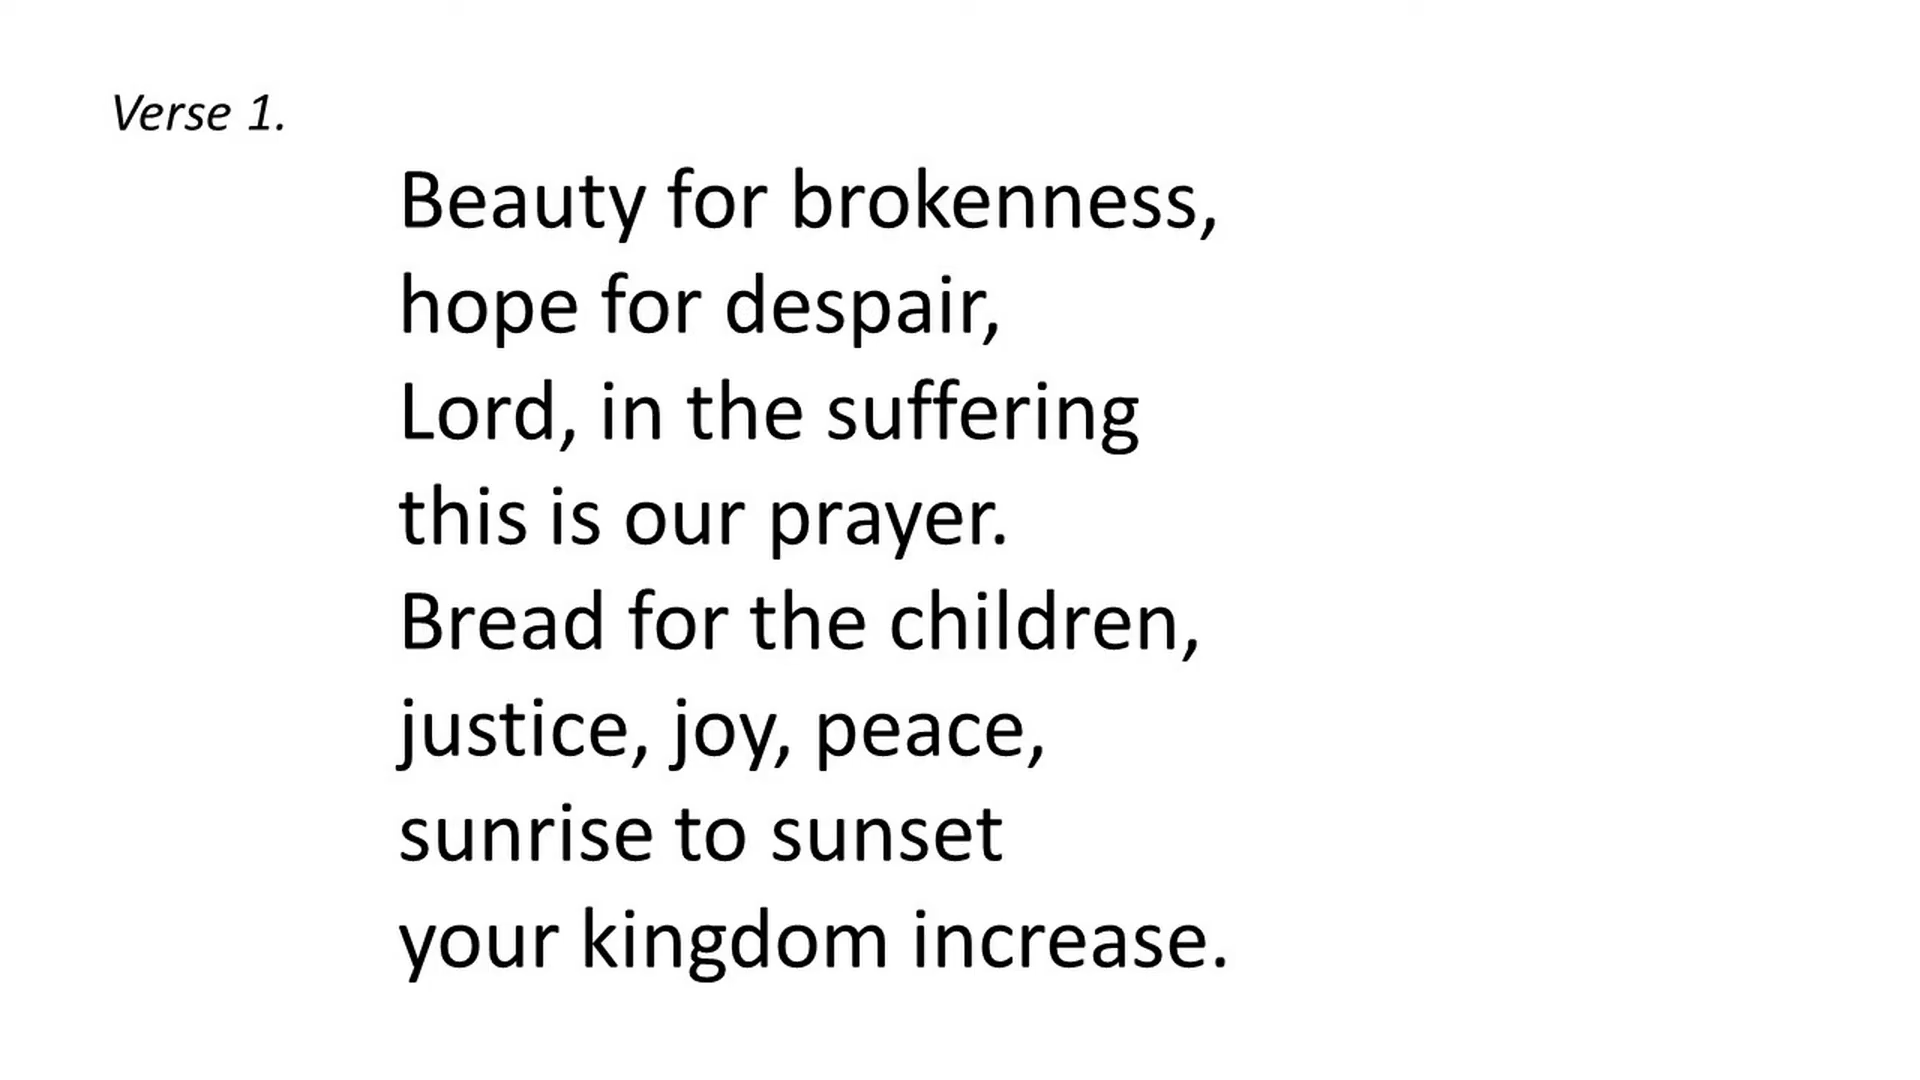 Verse 1.
Beauty for brokenness,
hope for despair,
Lord, in the suffering
this is our prayer.
Bread for the children,
justice, joy, peace,
sunrise to sunset
your kingdom increase.